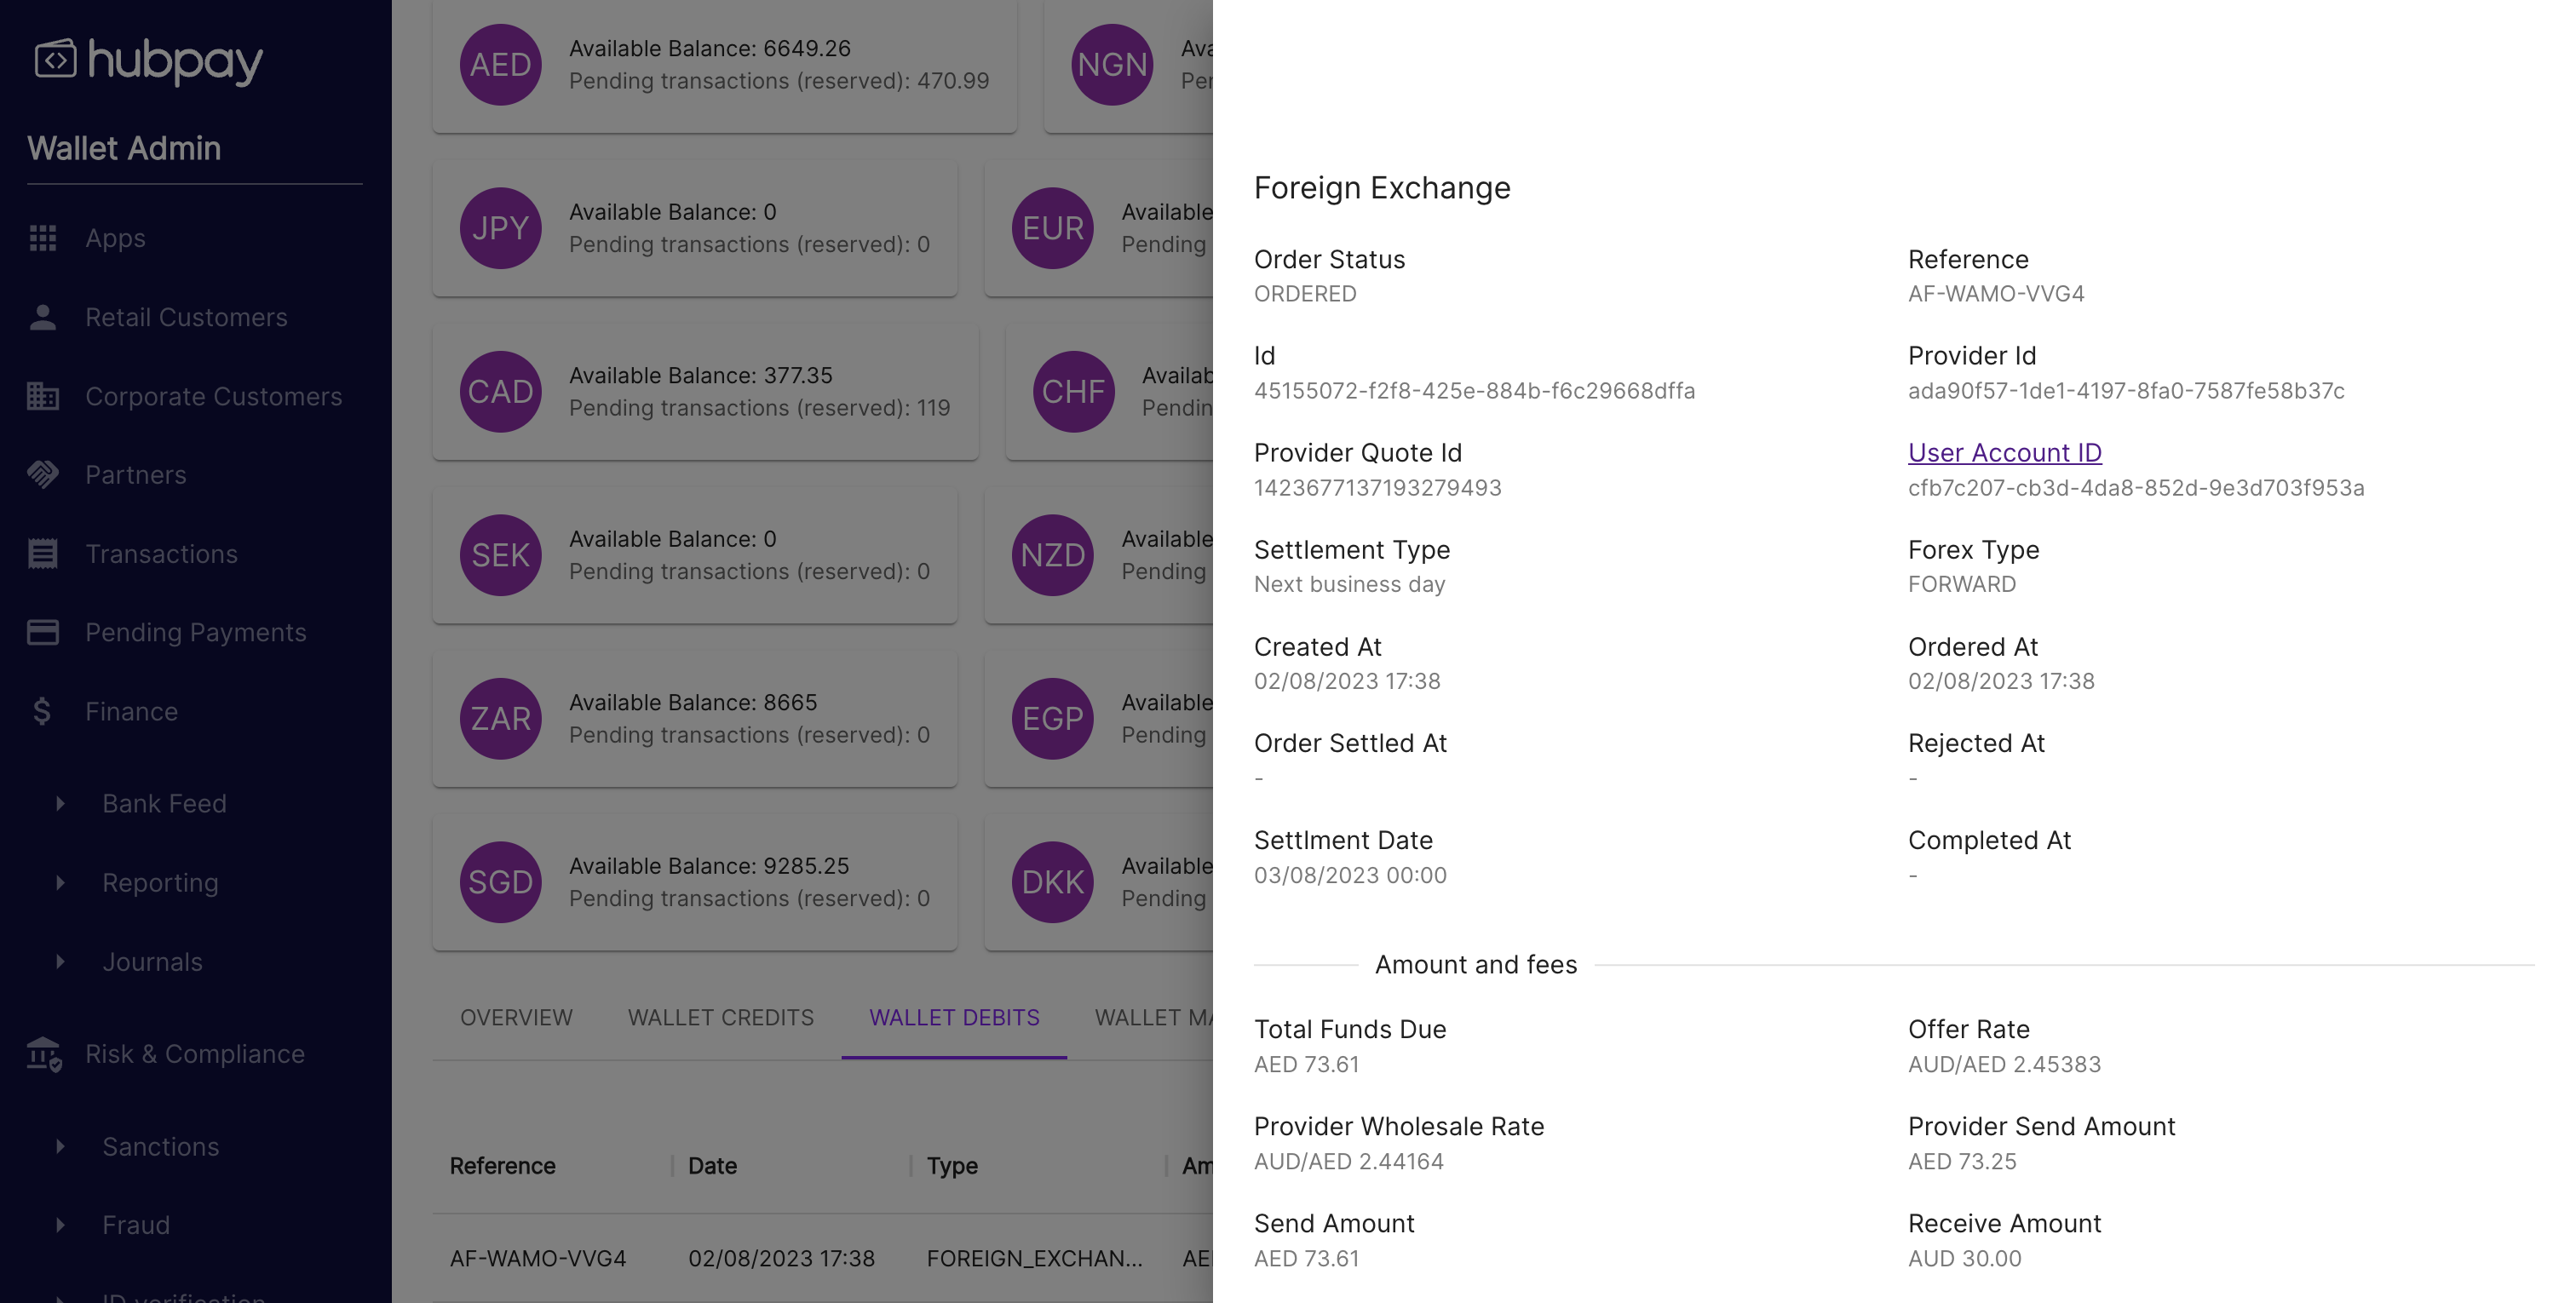 hubpay
Wallet Admin
Apps
Retail Customers
Corporate Customers
Partners
Transactions
Pending Payments
Finance
Bank Feed
Reporting
Journals
Risk & Compliance
Sanctions
Fraud
ID verification
AED
Available Balance: 6649.26
Pending transactions (reserved): 470.99
NGN
Ava
Per
JPY
Available Balance: 0
Pending transactions (reserved): 0
EUR
Available
Pending
CAD
Available Balance: 377.35
Pending transactions (reserved): 119
CHF
Availab
Pendin
SEK
Available Balance: 0
Pending transactions (reserved): 0
NZD
Available
Pending
ZAR
Available Balance: 8665
Pending transactions (reserved): 0
EGP
Available
Pending
SGD
Available Balance: 9285.25
Pending transactions (reserved): 0
DKK
Available
Pending
OVERVIEW WALLET CREDITS WALLET DEBITS WALLET MA
Reference Date Type Am
AF-WAMO-VVG4 02/08/2023 17:38 FOREIGN_EXCHAN... AE
Foreign Exchange
Order Status
ORDERED
Reference
AF-WAMO-VVG4
Id
45155072-f2f8-425e-884b-f6c29668dffa
Provider Id
ada90f57-1de1-4197-8fa0-7587fe58b37c
Provider Quote Id
1423677137193279493
User Account ID
cfb7c207-cb3d-4da8-852d-9e3d703f953a
Settlement Type
Next business day
Forex Type
FORWARD
Created At
02/08/2023 17:38
Ordered At
02/08/2023 17:38
Order Settled At
-
Rejected At
-
Settlment Date
03/08/2023 00:00
Completed At
-
Amount and fees
Total Funds Due
AED 73.61
Offer Rate
AUD/AED 2.45383
Provider Wholesale Rate
AUD/AED 2.44164
Provider Send Amount
AED 73.25
Send Amount
AED 73.61
Receive Amount
AUD 30.00